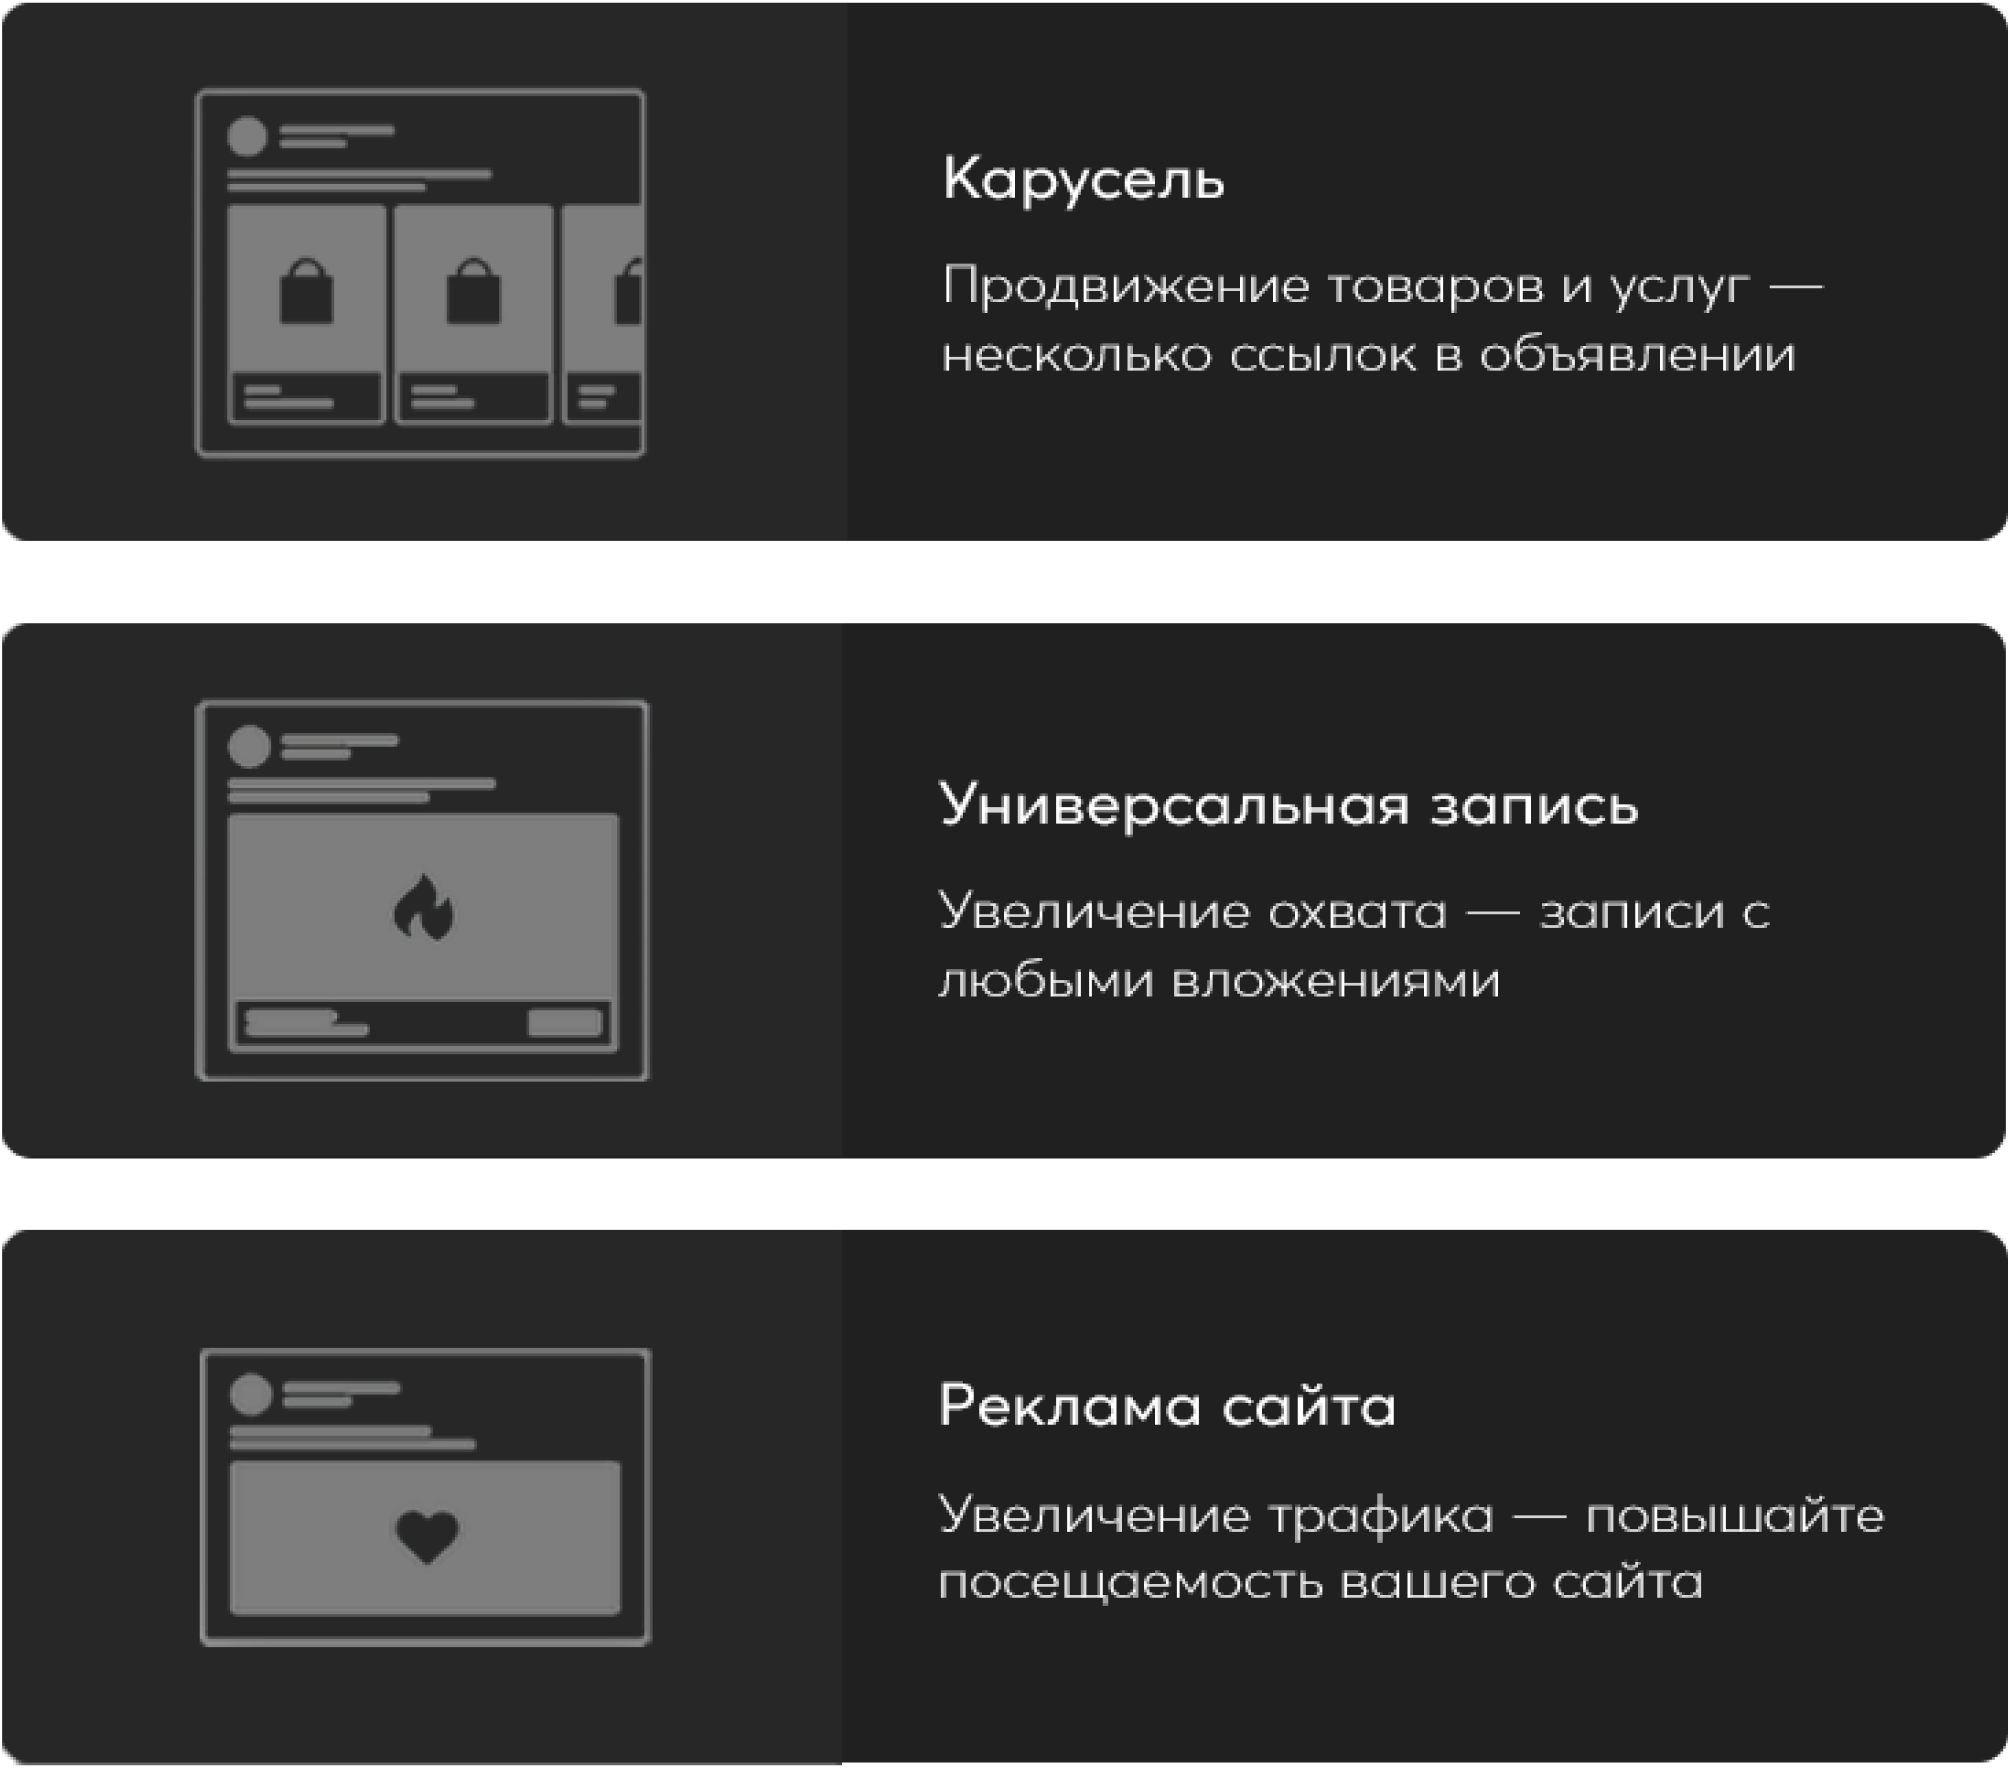 Карусель
Продвижение товаров и услуг —
несколько ссылок в объявлении
Универсальная запись
Увеличение охвата — записи с
любыми вложениями
Реклама сайта
Увеличение трафика — повышайте
посещаемость вашего сайта